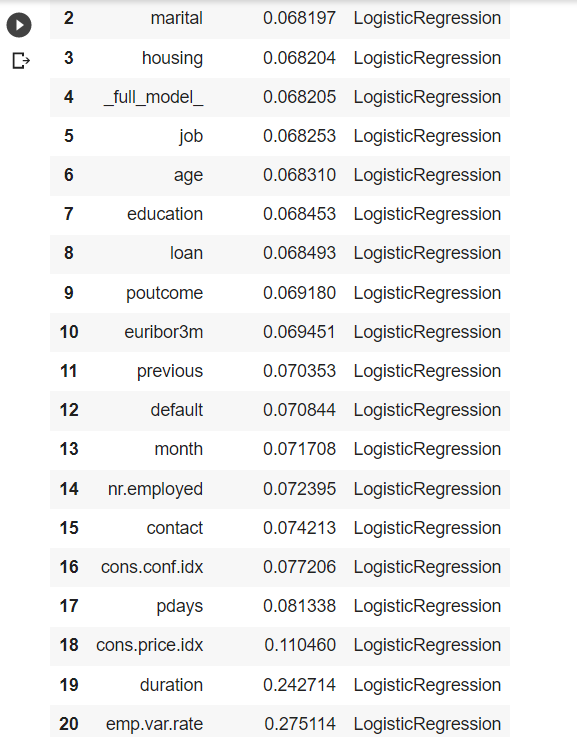 2 marital 0.068197 LogisticRegression
3 housing 0.068204 LogisticRegression
4 _full_model_ 0.068205 LogisticRegression
5 job 0.068253 LogisticRegression
6 age 0.068310 LogisticRegression
7 education 0.068453 LogisticRegression
8 loan 0.068493 LogisticRegression
9 poutcome 0.069180 LogisticRegression
10 euribor3m 0.069451 LogisticRegression
11 previous 0.070353 LogisticRegression
12 default 0.070844 LogisticRegression
13 month 0.071708 LogisticRegression
14 nr.employed 0.072395 LogisticRegression
15 contact 0.074213 LogisticRegression
16 cons.conf.idx 0.077206 LogisticRegression
17 pdays 0.081338 LogisticRegression
18 cons.price.idx 0.110460 LogisticRegression
19 duration 0.242714 LogisticRegression
20 emp.var.rate 0.275114 LogisticRegression